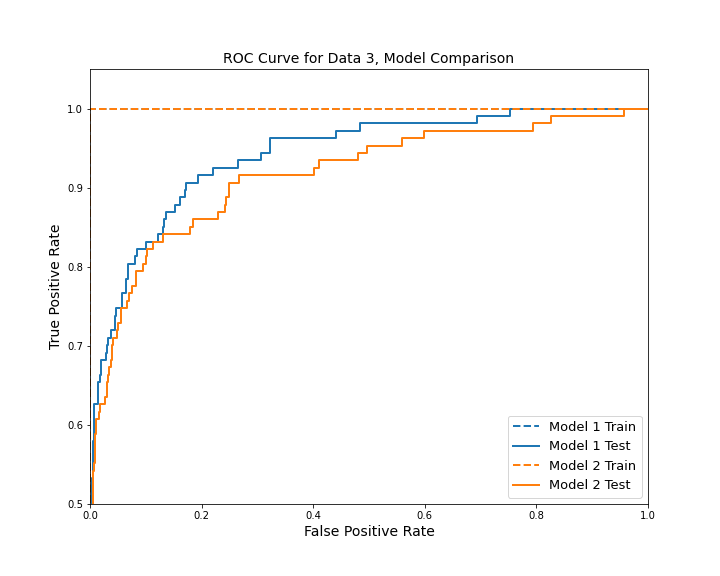 ROC Curve for Data 3, Model Comparison
True Positive Rate
1.0
0.9
0.8
0.7
0.6
0.5
0.0
0.2
0.4
0.6
0.8
1.0
False Positive Rate
Model 1 Train
Model 1 Test
Model 2 Train
Model 2 Test